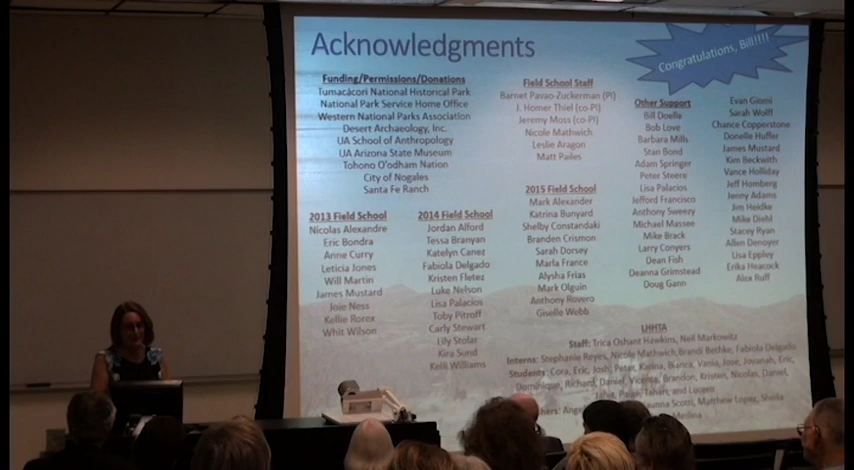 Acknowledgments
Congratulations, Bill!!!!
Funding/Permissions/Donations
Tumacácori National Historical Park
National Park Service Home Office
Western National Parks Association
Desert Archaeology, Inc.
UA School of Anthropology
UA Arizona State Museum
Tohono O'odham Nation
City of Nogales
Santa Fe Ranch
Field School Staff
Barnet Pavao-Zuckerman (PI)
J. Homer Thiel (co-PI)
Jeremy Moss (co-PI)
Nicole Mathwich
Leslie Aragon
Matt Pailes
Other Support
Bill Doelle
Bob Love
Barbara Mills
Stan Bond
Adam Springer
Peter Steere
Lisa Palacios
Jefford Francisco
Anthony Sweezy
Michael Massee
Mike Brack
Larry Conyers
Dean Fish
Deanna Grimstead
Doug Gann
Evan Giomi
Sarah Wolff
Chance Copperstone
Donelle Huffer
James Mustard
Kim Beckwith
Vance Holliday
Jeff Homberg
Jenny Adams
Jim Heidke
Mike Diehl
Stacey Ryan
Allen Denoyer
Lisa Eppley
Erika Heacock
Alex Ruff
2013 Field School
Nicolas Alexandre
Eric Bondra
Anne Curry
Leticia Jones
Will Martin
James Mustard
Joie Ness
Kellie Rorex
Whit Wilson
2014 Field School
Jordan Alford
Tessa Branyan
Katelyn Canez
Fabiola Delgado
Kristen Fletez
Luke Nelson
Lisa Palacios
Toby Pitroff
Carly Stewart
Lily Stolar
Kira Sund
Kelli Williams
2015 Field School
Mark Alexander
Katrina Bunyard
Shelby Constandaki
Branden Crismon
Sarah Dorsey
Marla France
Alysha Frias
Mark Olguin
Anthony Rovero
Giselle Webb
LHHTA
Staff: Trica Oshant Hawkins, Neil Markowitz
Interns: Stephanie Reyes, Nicole Mathwich, Brandi Bethke, Fabiola Delgado
Students: Cora, Eric, Josh, Peter, Karina, Bianca, Vania, Jose, Jovanah, Eric,
Dominique, Richard, Daniel, Vicente, Brandon, Kristen, Nicolas, Daniel,
and Lucero
Scotti, Matthew Lopez, Sheila
Medina